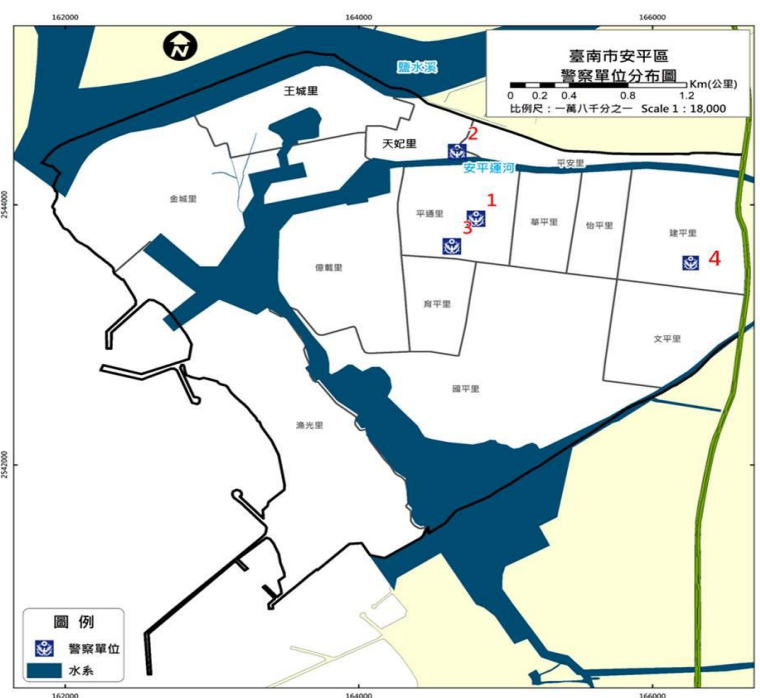 162000
164000
166000
臺南市安平區
警察單位分布圖
Km(公里)
0 0.2 0.4 0.8 1.2
比例尺：一萬八千分之一 Scale 1：18,000
N
鹽水溪
王城里
天妃里
2
安平運河
平安里
2544000
金城里
平通里
1
3
華平里
怡平里
建平里
4
億載里
育平里
文平里
國平里
漁光里
2542000
圖 例
警察單位
水系
162000
164000
166000